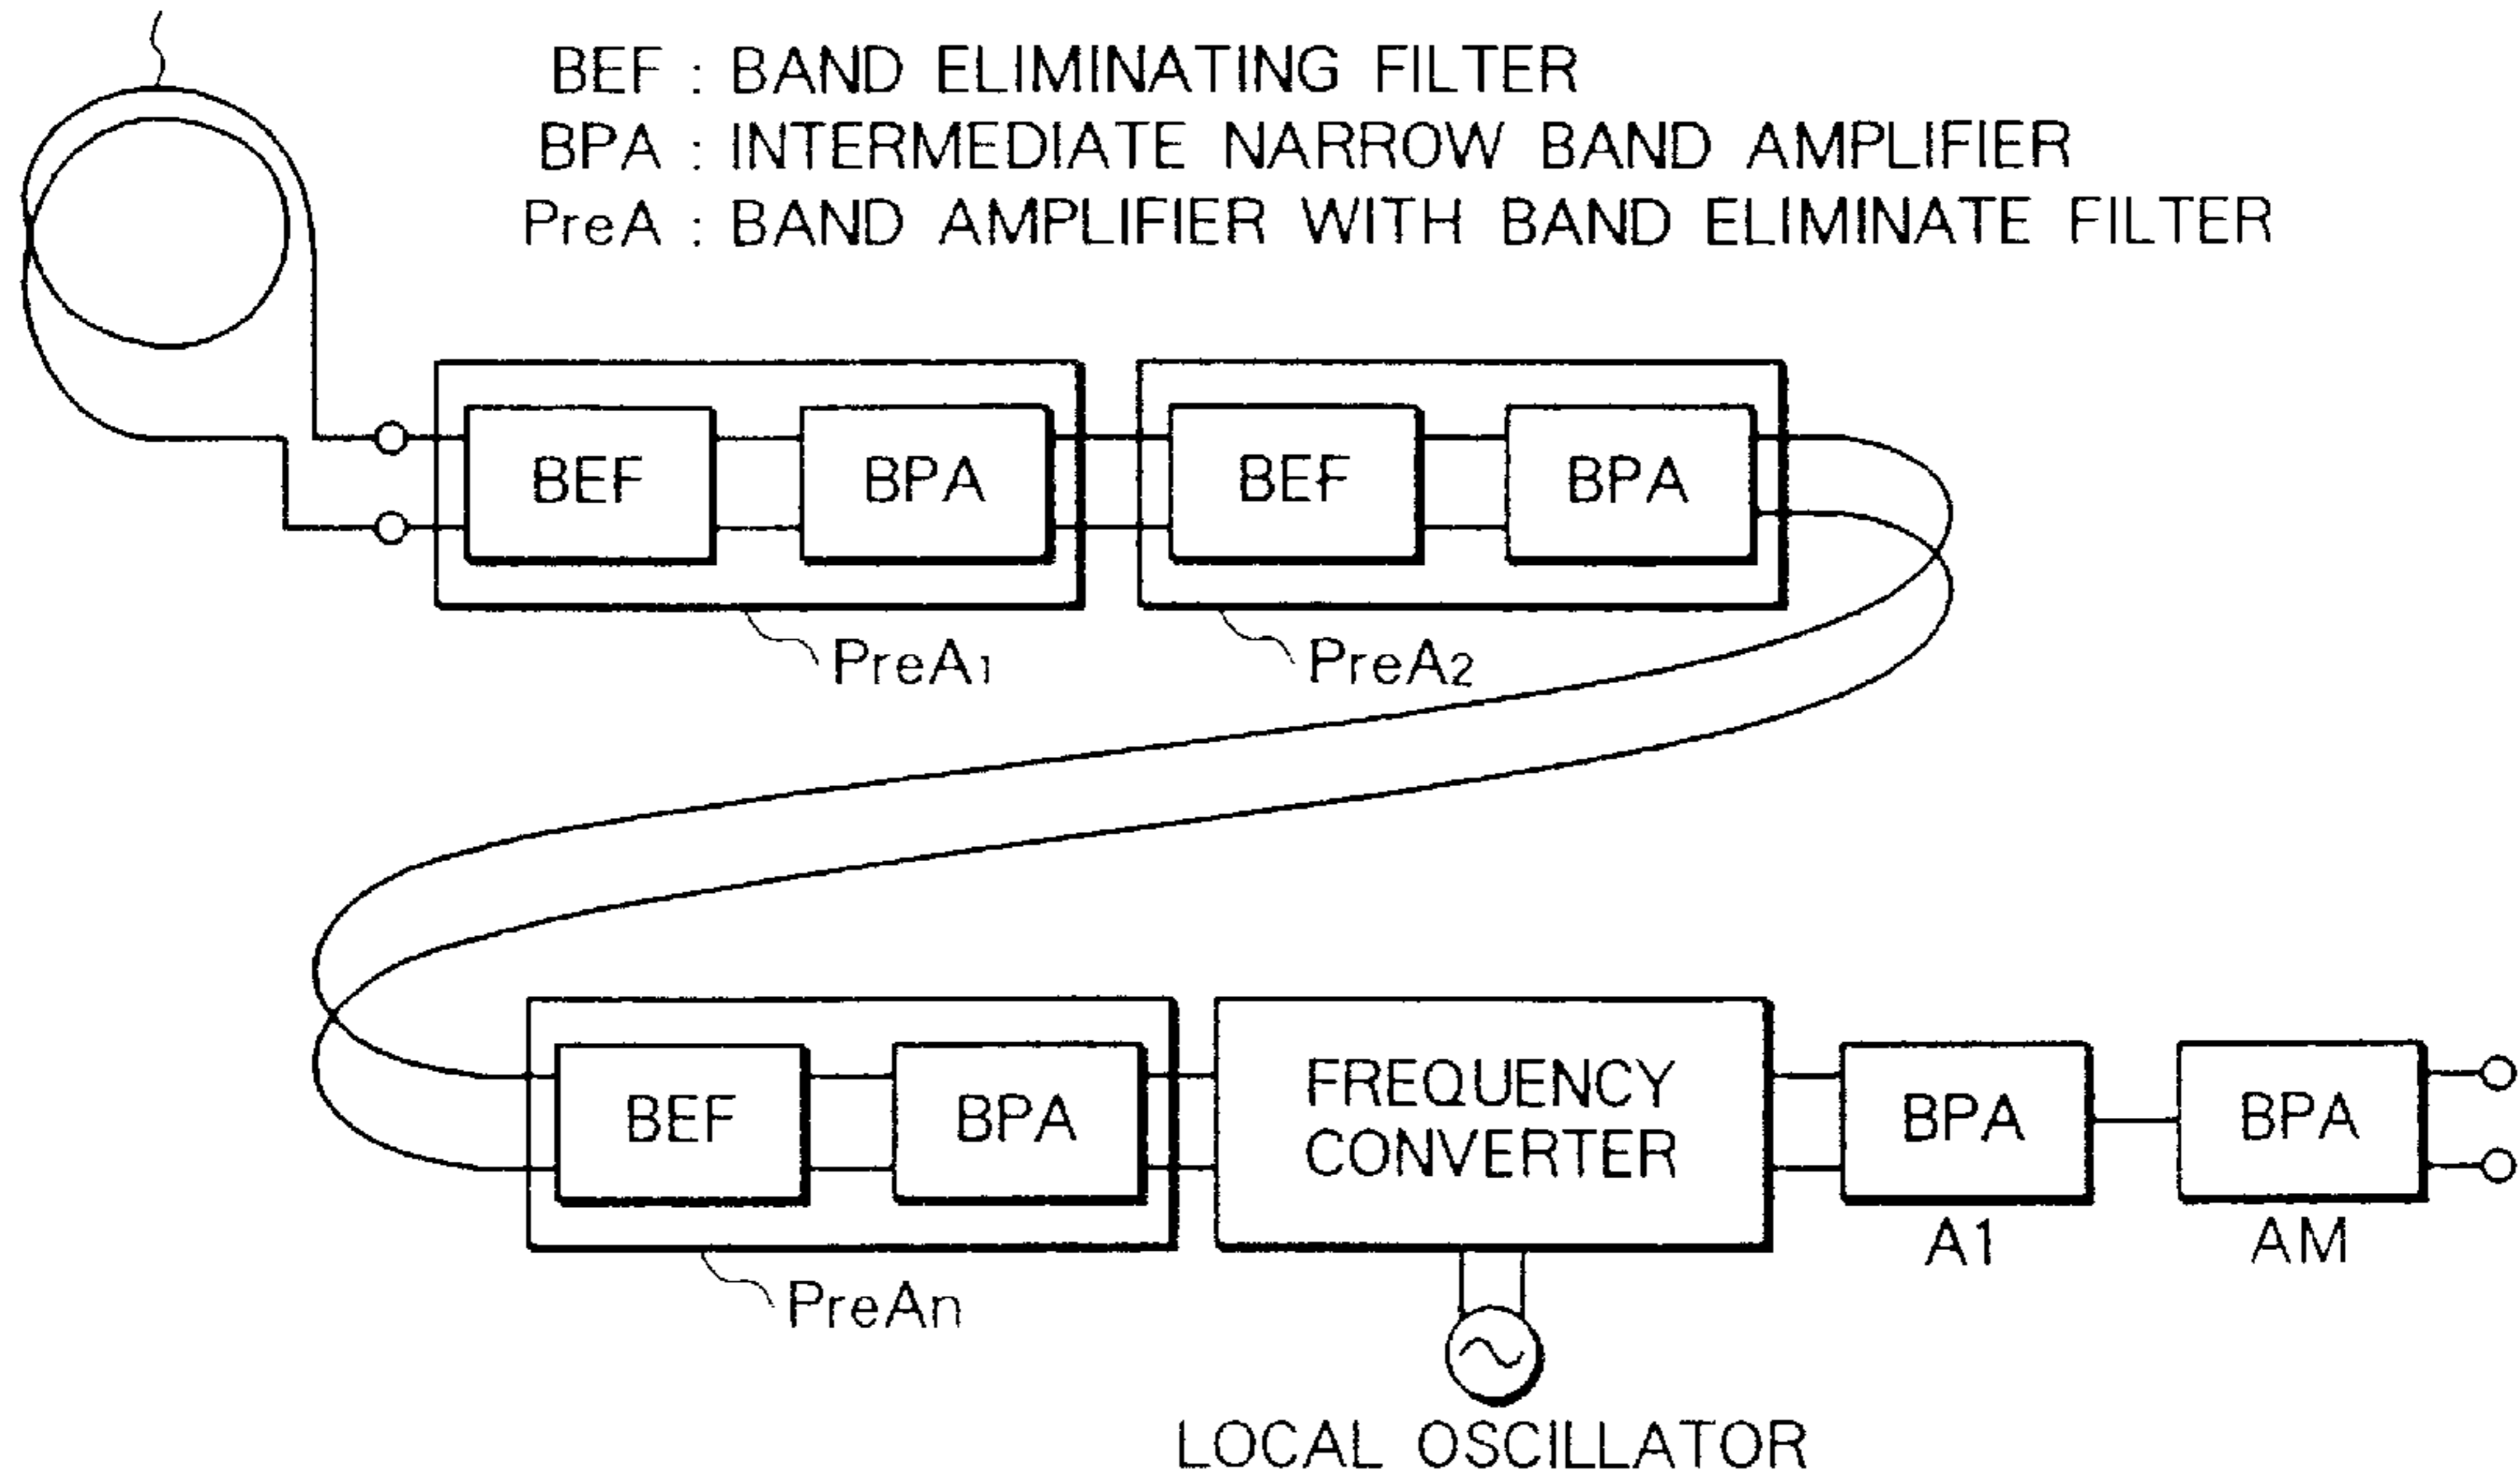 BEF : BAND ELIMINATING FILTER
BPA : INTERMEDIATE NARROW BAND AMPLIFIER
PreA : BAND AMPLIFIER WITH BAND ELIMINATE FILTER
BEF BPA BEF BPA
PreA1 PreA2
BEF BPA FREQUENCY CONVERTER BPA BPA
A1 AM
PreAn
LOCAL OSCILLATOR